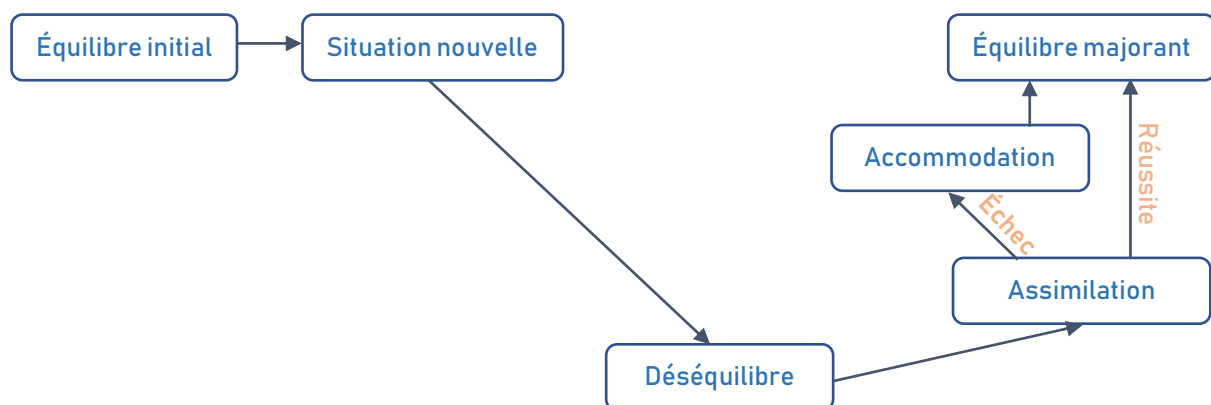 Équilibre initial
Situation nouvelle
Équilibre majorant
Accommodation
Réussite
Échec
Assimilation
Déséquilibre